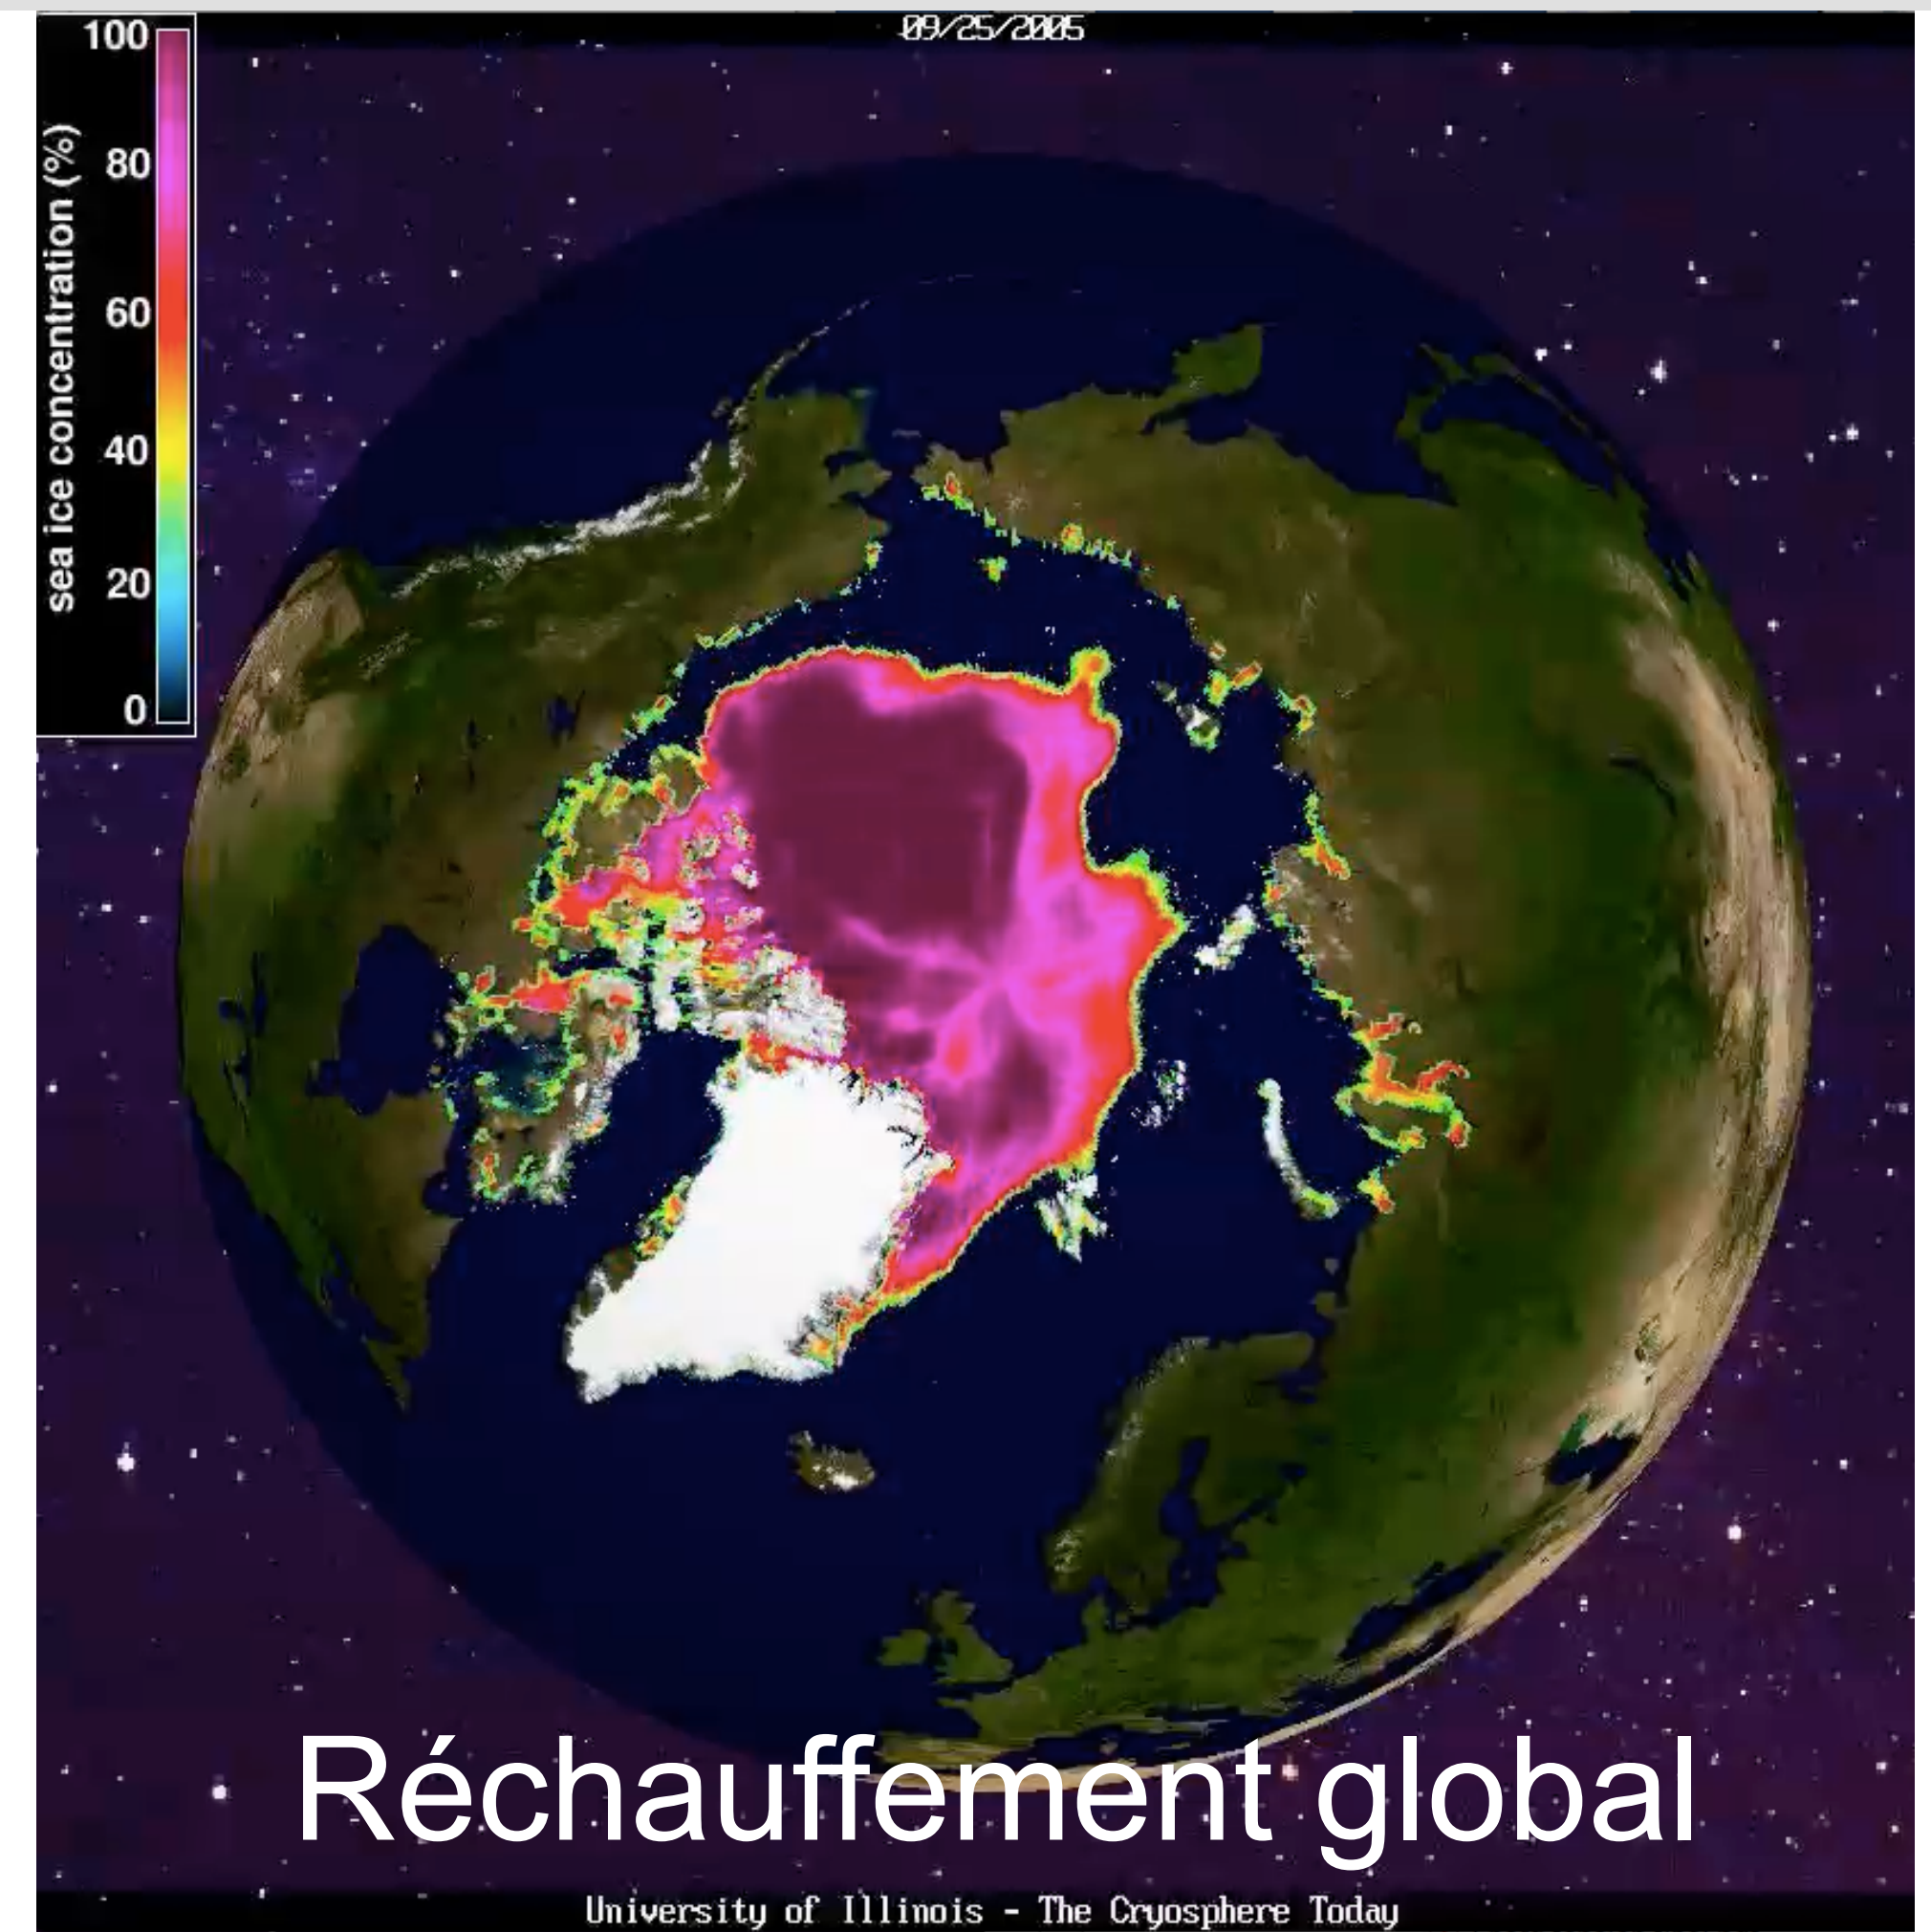 09/25/2005
100
80
60
40
20
0
sea ice concentration (%)
Réchauffement global
University of Illinois - The Cryosphere Today